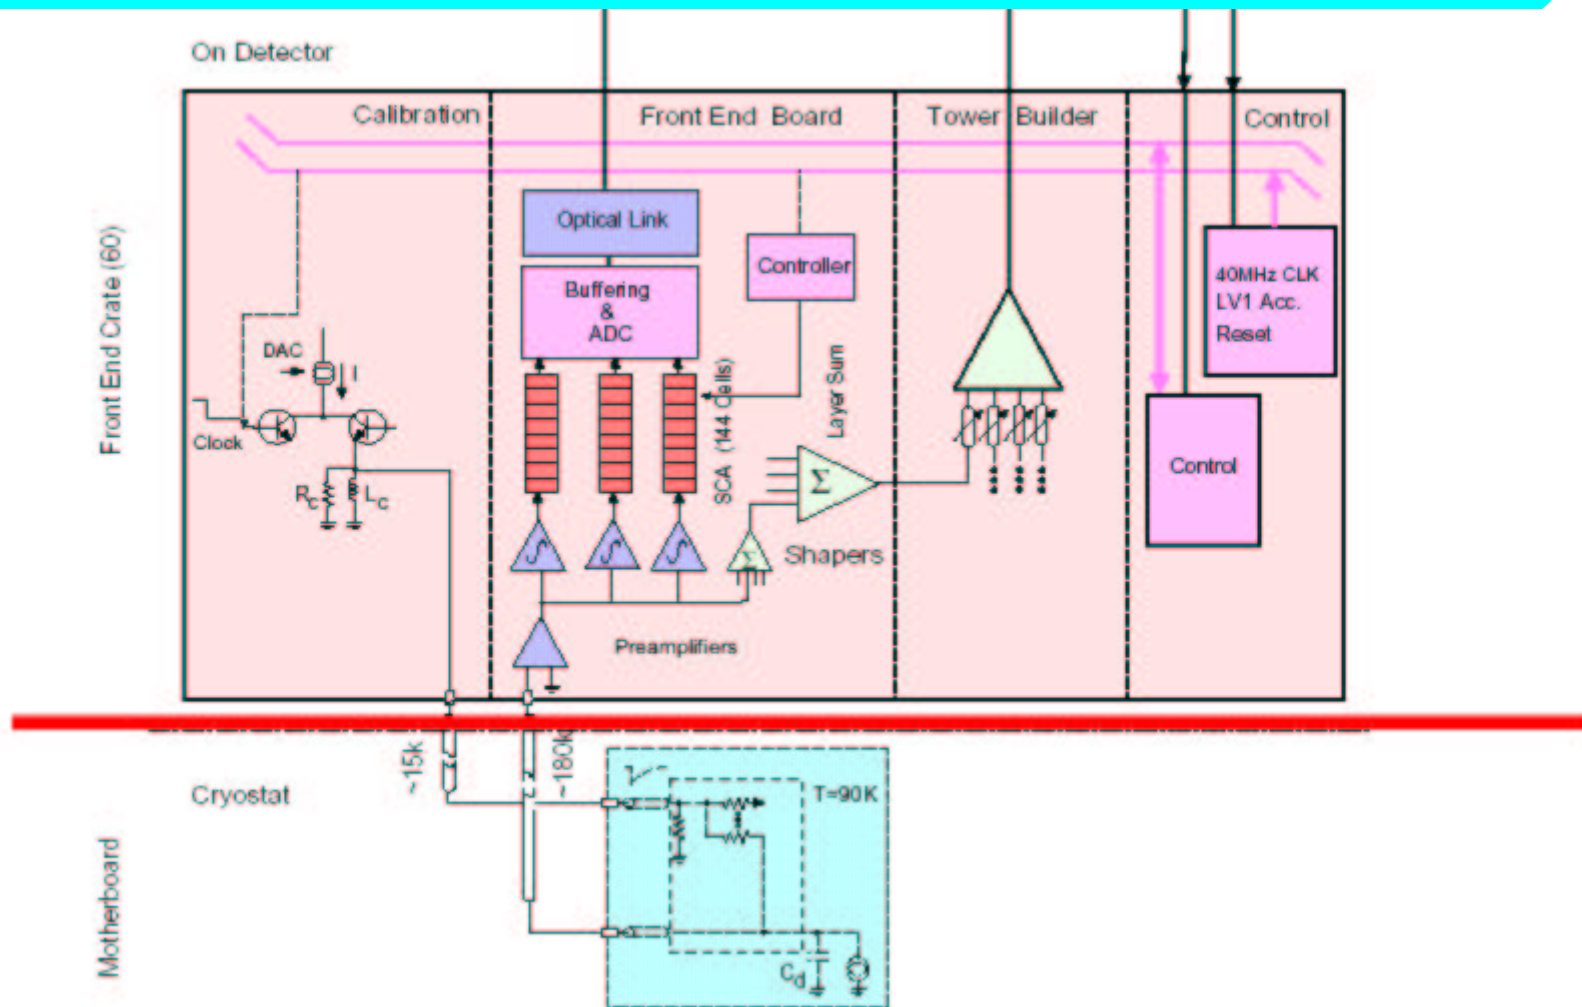 On Detector
Calibration
Front End Board
Tower Builder
Control
Front End Crate (60)
Optical Link
Buffering
&
ADC
Controller
40MHz CLK
LV1 Acc.
Reset
DAC
I
Clock
Rc
Lc
SCA (144 Cells)
Layer Sum
Σ
Σ
Shapers
Control
Preamplifiers
~15k
~180k
Cryostat
T=90K
Motherboard
Cd